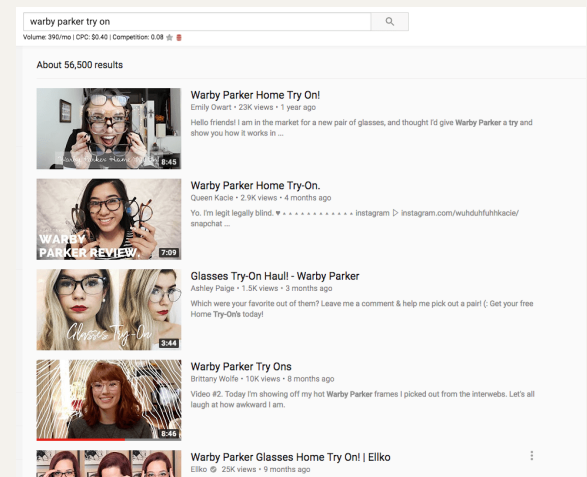 warby parker try on
Volume: 390/mo | CPC: $0.40 | Competition: 0.08
About 56,500 results
Warby Parker Home Try On!
Emily Owart • 23K views • 1 year ago
Hello friends! I am in the market for a new pair of glasses, and thought I'd give Warby Parker a try and
show you how it works in ...
Warby Parker Home
8:45
Warby Parker Home Try-On.
Queen Kacie • 2.9K views • 4 months ago
Yo. I'm legit legally blind. ♥ • • • • • • • • • • • • Instagram ▷ instagram.com/wuhduhfuhhkacie/
snapchat ...
WARBY
PARKER REVIEW
7:09
Glasses Try-On Haul! - Warby Parker
Ashley Paige • 1.5K views • 3 months ago
Which were your favorite out of them? Leave me a comment & help me pick out a pair! (: Get your free
Home Try-On's today!
Glasses Try-On
3:44
Warby Parker Try Ons
Brittany Wolfe • 10K views • 8 months ago
Video #2. Today I'm showing off my hot Warby Parker frames I picked out from the interwebs. Let's all
laugh at how awkward I am.
8:46
Warby Parker Glasses Home Try On! | Ellko
Ellko • 25K views • 9 months ago